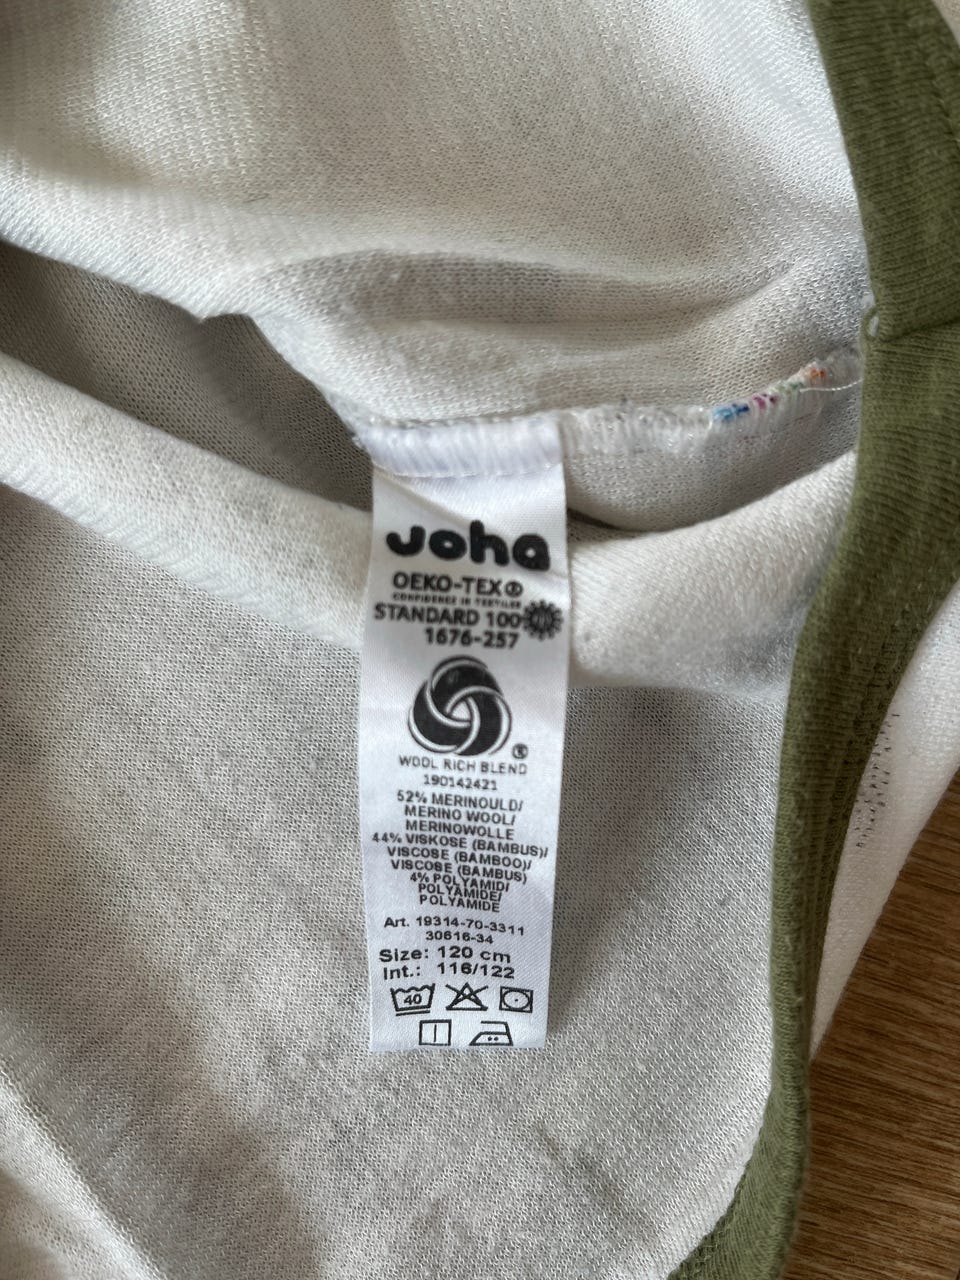 Joha
OEKO-TEX®
CONFIDENCE IN TEXTILES
STANDARD 100
1676-257
®
WOOL RICH BLEND
190142421
52% MERINOULD/
MERINO WOOL/
MERINOWOLLE
44% VISKOSE (BAMBUS)/
VISCOSE (BAMBOO)/
VISCOSE (BAMBUS)
4% POLYAMID/
POLYAMIDE/
POLYAMIDE
Art. 19314-70-3311
30616-34
Size: 120 cm
Int.: 116/122
40